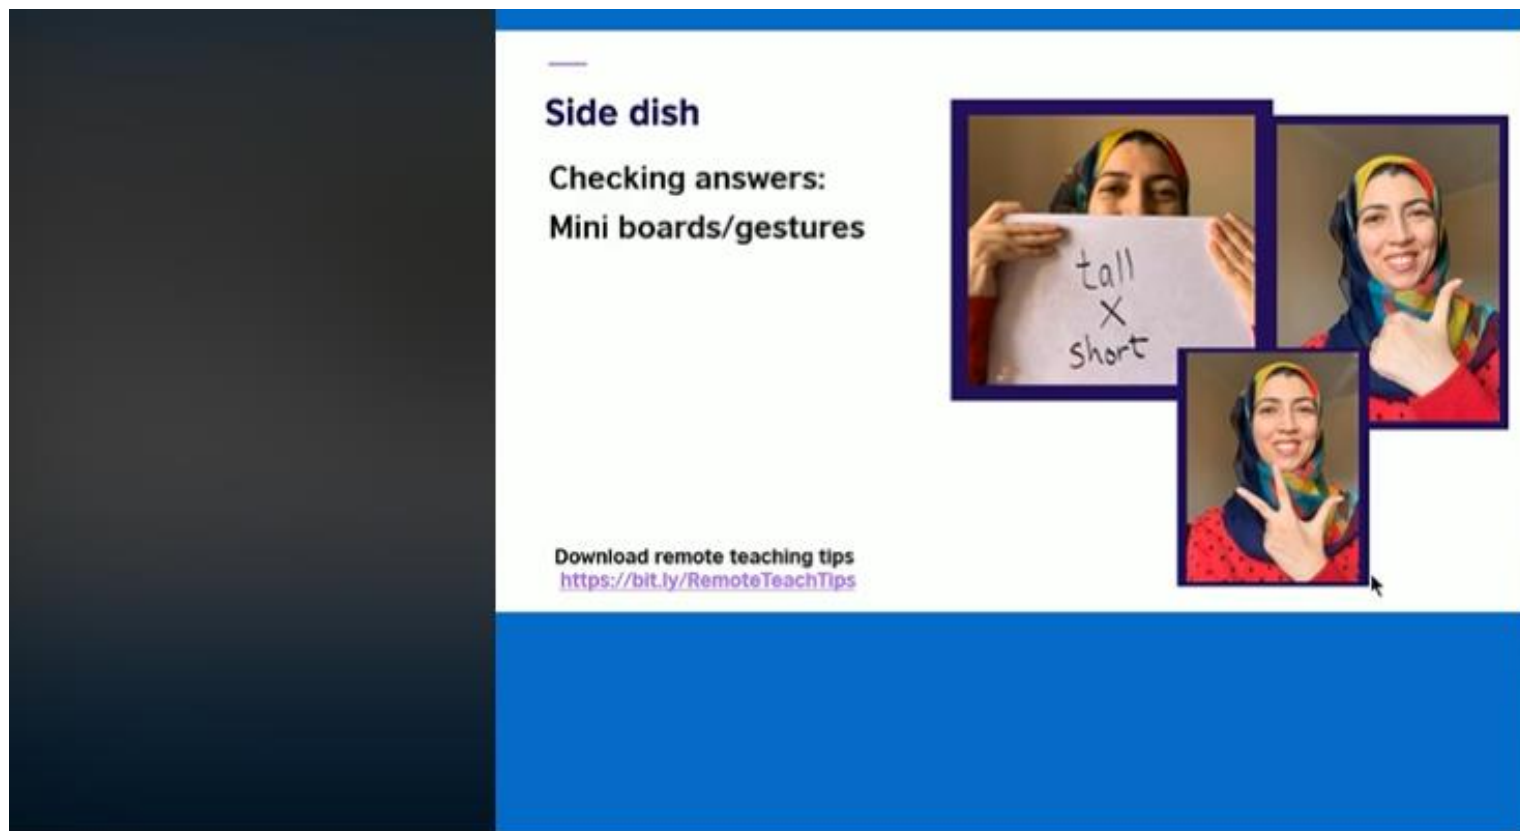 Side dish
Checking answers:
Mini boards/gestures
tall
X
short
Download remote teaching tips
https://bit.ly/RemoteTeachTips